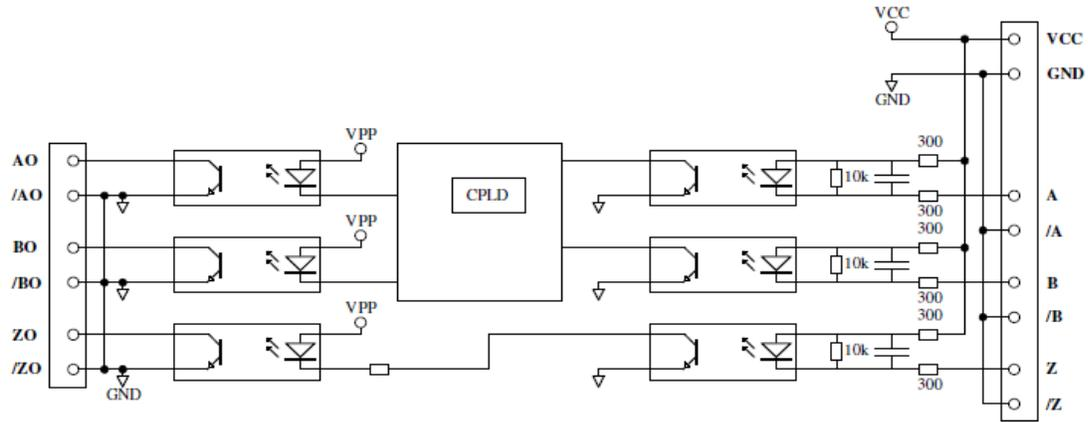 VCC
VCC
GND
GND
300
VPP
AO
10k
/AO
CPLD
A
300
300
VPP
/A
BO
10k
/BO
B
300
300
VPP
/B
ZO
10k
/ZO
Z
300
GND
/Z